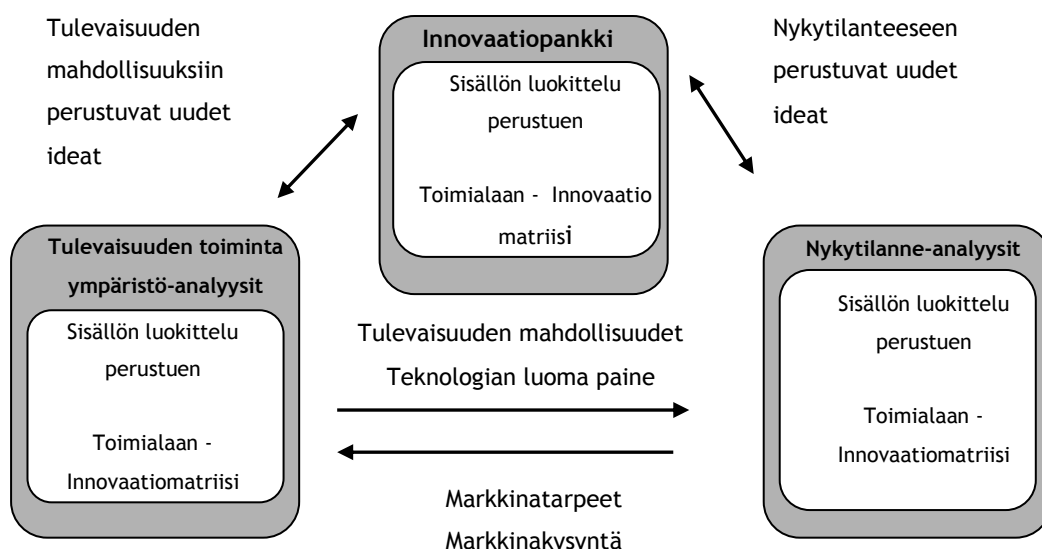 Tulevaisuuden
mahdollisuuksiin
perustuvat uudet
ideat
Innovaatiopankki
Sisällön luokittelu
perustuen
Toimialaan - Innovaatio
matriisi
Nykytilanteeseen
perustuvat uudet
ideat
Tulevaisuuden toiminta
ympäristö-analyysit
Sisällön luokittelu
perustuen
Toimialaan -
Innovaatiomatriisi
Tulevaisuuden mahdollisuudet
Teknologian luoma paine
Markkinatarpeet
Markkinakysyntä
Nykytilanne-analyysit
Sisällön luokittelu
perustuen
Toimialaan -
Innovaatiomatriisi